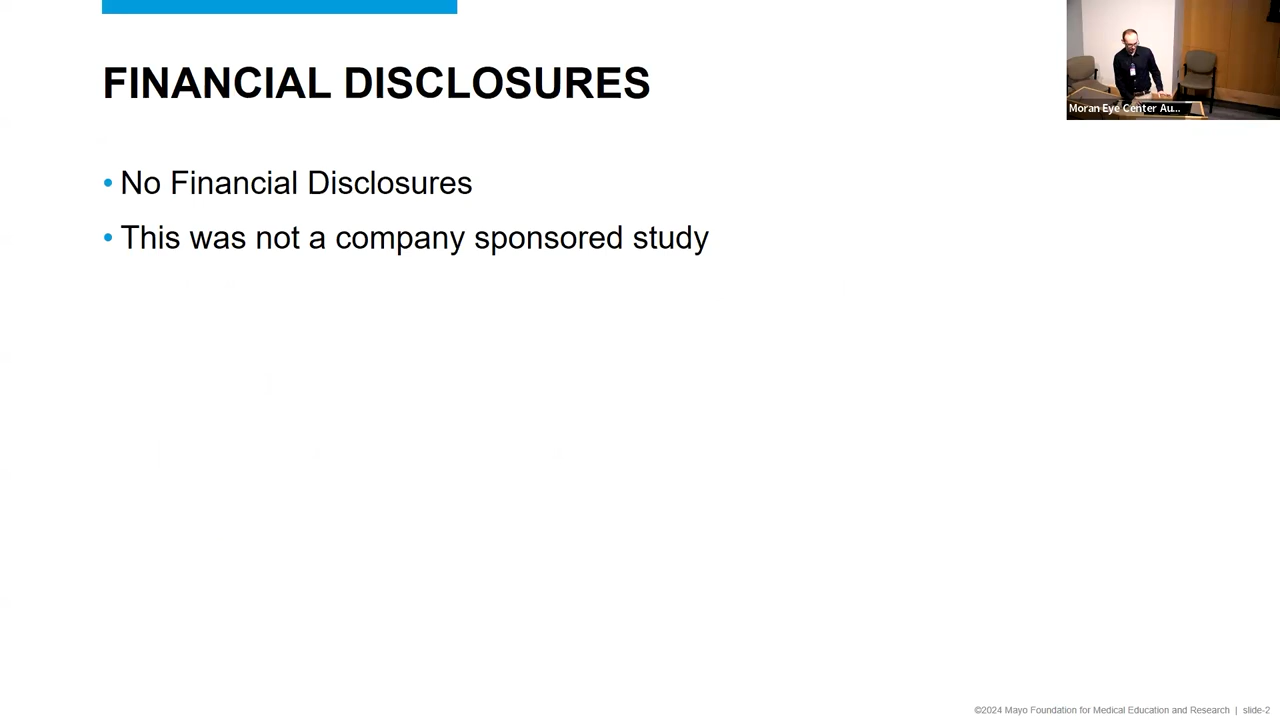 FINANCIAL DISCLOSURES
Moran Eye Center Au...
• No Financial Disclosures
• This was not a company sponsored study
©2024 Mayo Foundation for Medical Education and Research | slide-2